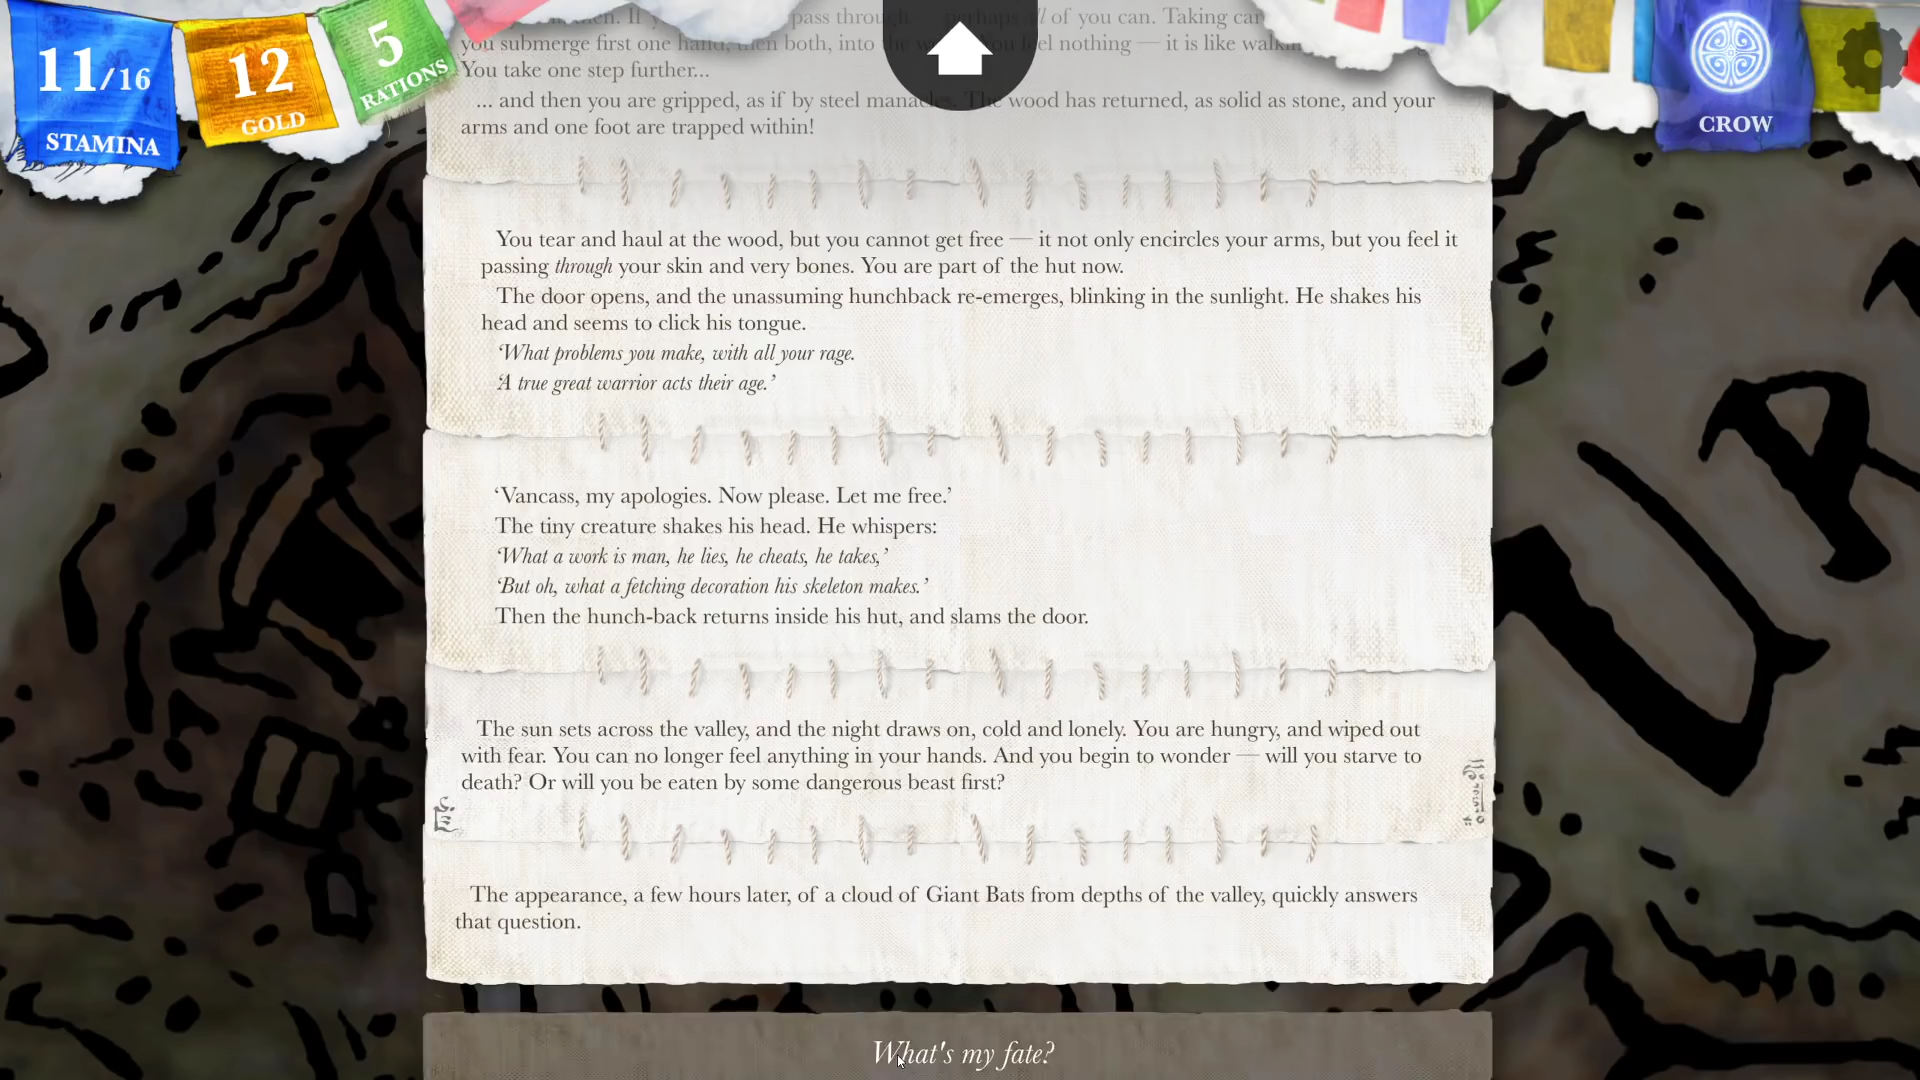 11/16
STAMINA
12
GOLD
5
RATIONS
CROW
pass through of you can. Taking
you submerge first one hand, then both, into feel nothing — it is like
You take one step further...
... and then you are gripped, as if by steel manacles. The wood has returned, as solid as stone, and your
arms and one foot are trapped within!
You tear and haul at the wood, but you cannot get free — it not only encircles your arms, but you feel it
passing through your skin and very bones. You are part of the hut now.
The door opens, and the unassuming hunchback re-emerges, blinking in the sunlight. He shakes his
head and seems to click his tongue.
‘What problems you make, with all your rage.
‘A true great warrior acts their age.’
‘Vancass, my apologies. Now please. Let me free.’
The tiny creature shakes his head. He whispers:
‘What a work is man, he lies, he cheats, he takes,’
‘But oh, what a fetching decoration his skeleton makes.’
Then the hunch-back returns inside his hut, and slams the door.
The sun sets across the valley, and the night draws on, cold and lonely. You are hungry, and wiped out
with fear. You can no longer feel anything in your hands. And you begin to wonder — will you starve to
death? Or will you be eaten by some dangerous beast first?
The appearance, a few hours later, of a cloud of Giant Bats from depths of the valley, quickly answers
that question.
What's my fate?